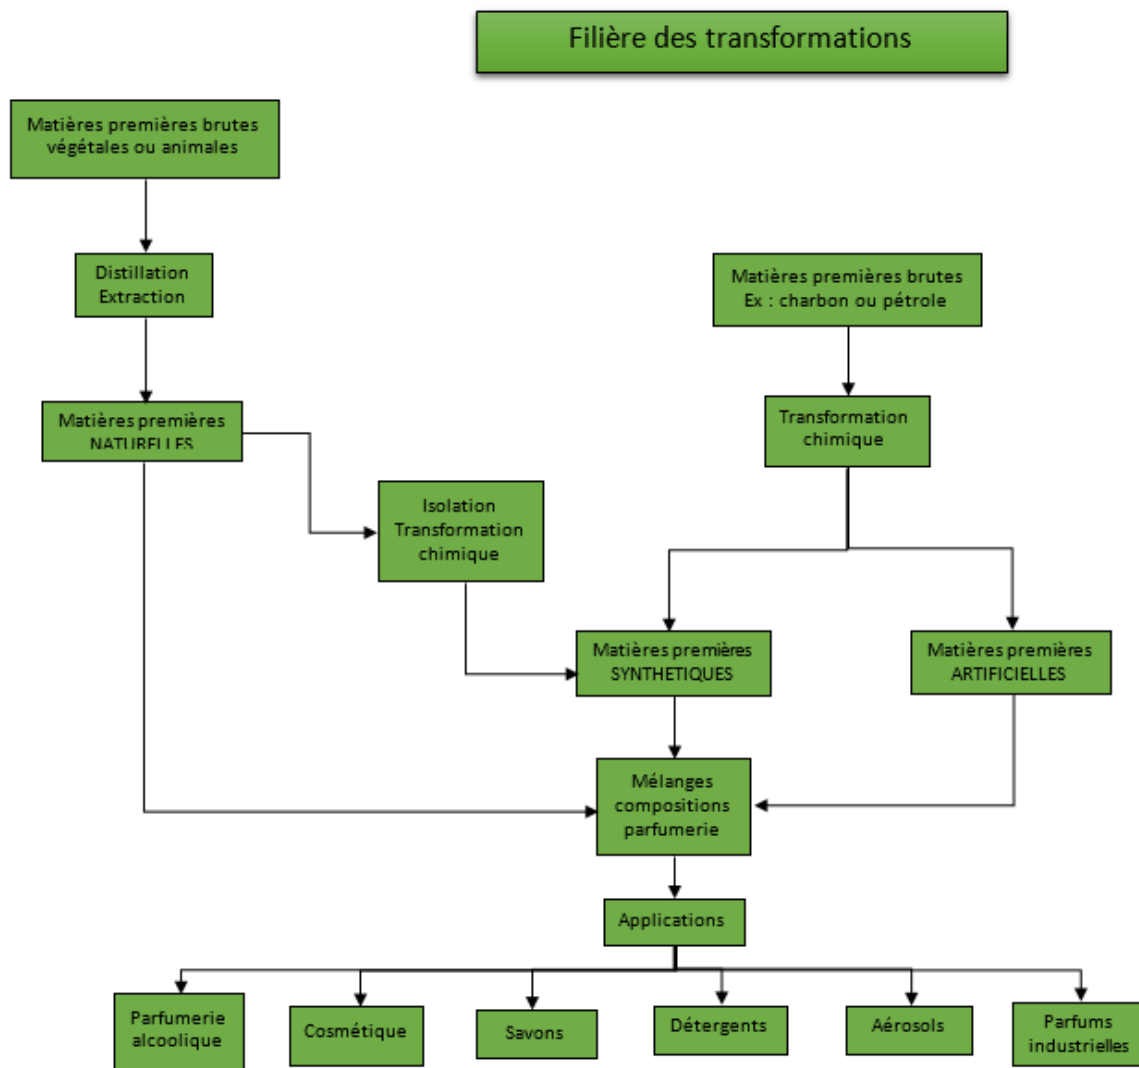 Filière des transformations
Matières premières brutes
végétales ou animales
Distillation
Extraction
Matières premières brutes
Ex : charbon ou pétrole
Matières premières
NATURELLES
Transformation
chimique
Isolation
Transformation
chimique
Matières premières
SYNTHETIQUES
Matières premières
ARTIFICIELLES
Mélanges
compositions
parfumerie
Applications
Parfumerie
alcoolique
Cosmétique
Savons
Détergents
Aérosols
Parfums
industrielles